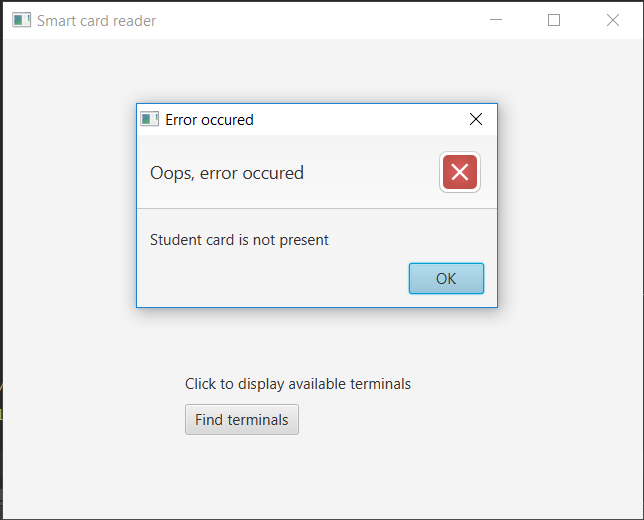 Smart card reader
Error occured
Oops, error occured
Student card is not present
OK
Click to display available terminals
Find terminals